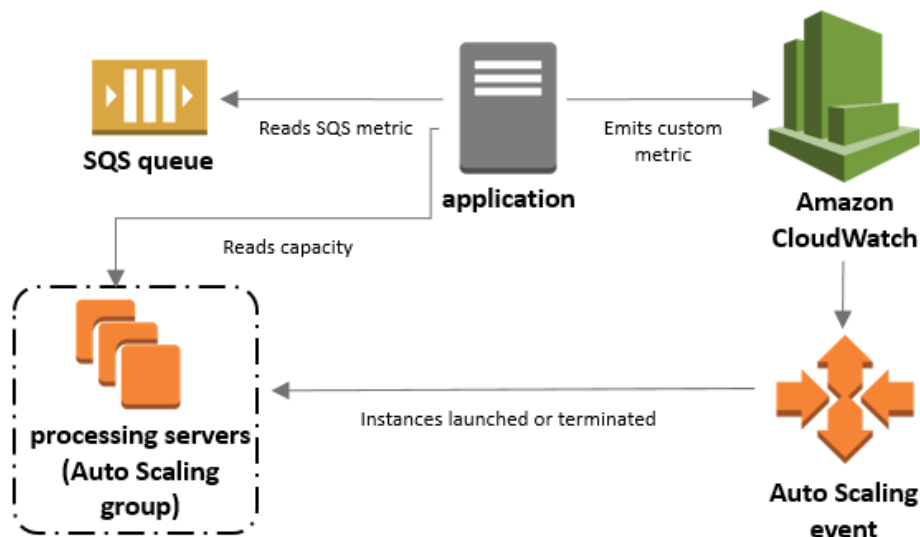 Reads SQS metric
Emits custom
metric
SQS queue
application
Amazon
CloudWatch
Reads capacity
Instances launched or terminated
processing servers
(Auto Scaling
group)
Auto Scaling
event